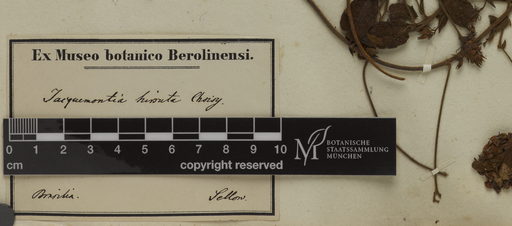 Ex Museo botanico Berolinensi.
Jacquemontia hirsuta Choisy.
0 1 2 3 4 5 6 7 8 9 10
cm
copyright reserved
M
BOTANISCHE
STAATSSAMMLUNG
MÜNCHEN
Brasilia.
Sellow.